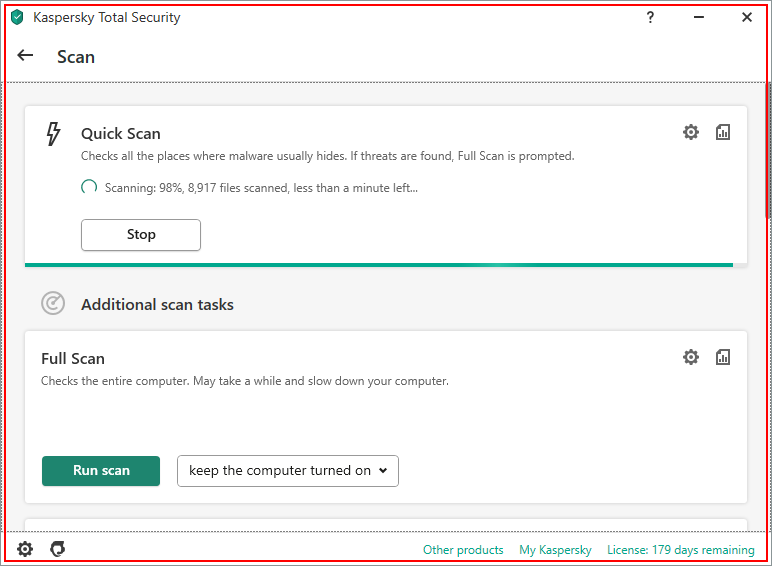 Kaspersky Total Security
?
Scan
Quick Scan
Checks all the places where malware usually hides. If threats are found, Full Scan is prompted.
Scanning: 98%, 8,917 files scanned, less than a minute left...
Stop
Additional scan tasks
Full Scan
Checks the entire computer. May take a while and slow down your computer.
Run scan keep the computer turned on
Other products My Kaspersky License: 179 days remaining